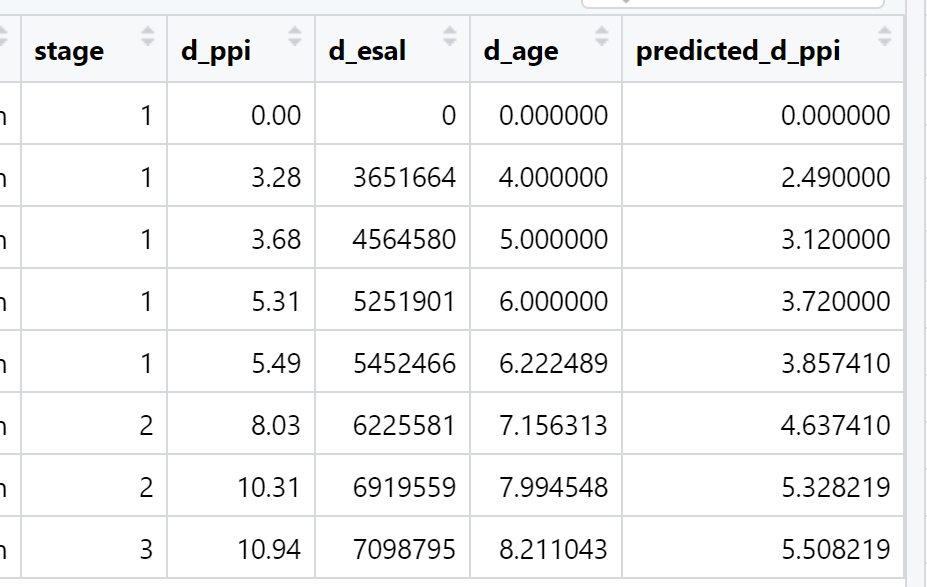 stage d_ppi d_esal d_age predicted_d_ppi
1 0.00 0 0.000000 0.000000
1 3.28 3651664 4.000000 2.490000
1 3.68 4564580 5.000000 3.120000
1 5.31 5251901 6.000000 3.720000
1 5.49 5452466 6.222489 3.857410
2 8.03 6225581 7.156313 4.637410
2 10.31 6919559 7.994548 5.328219
3 10.94 7098795 8.211043 5.508219